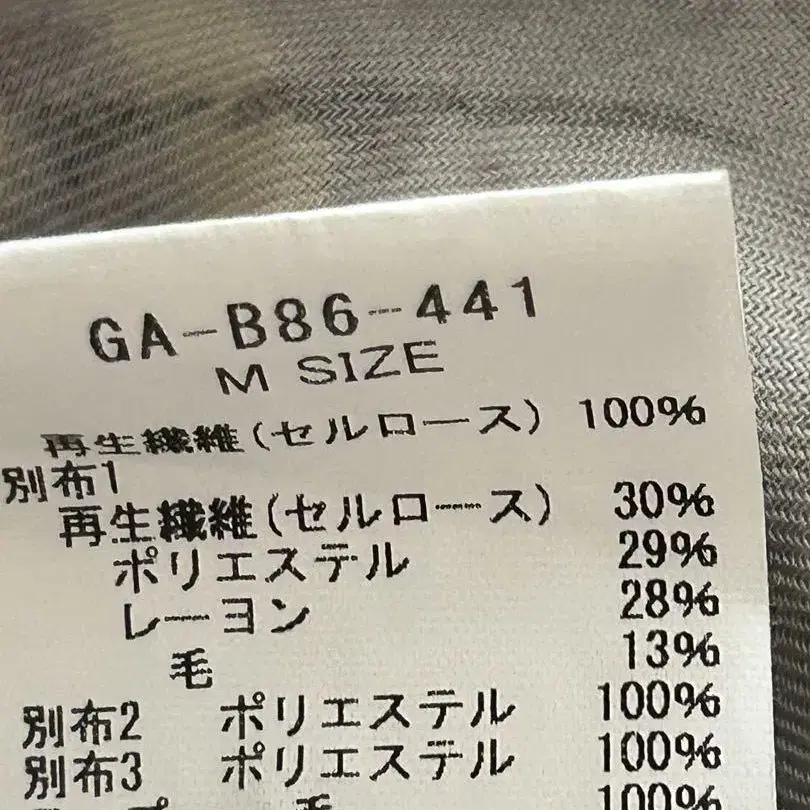 GA-B86-441
M SIZE
再生繊維(セルロース) 100%
別布1
再生繊維(セルロース) 30%
ポリエステル 29%
レーヨン 28%
毛 13%
別布2 ポリエステル 100%
別布3 ポリエステル 100%
毛 100%